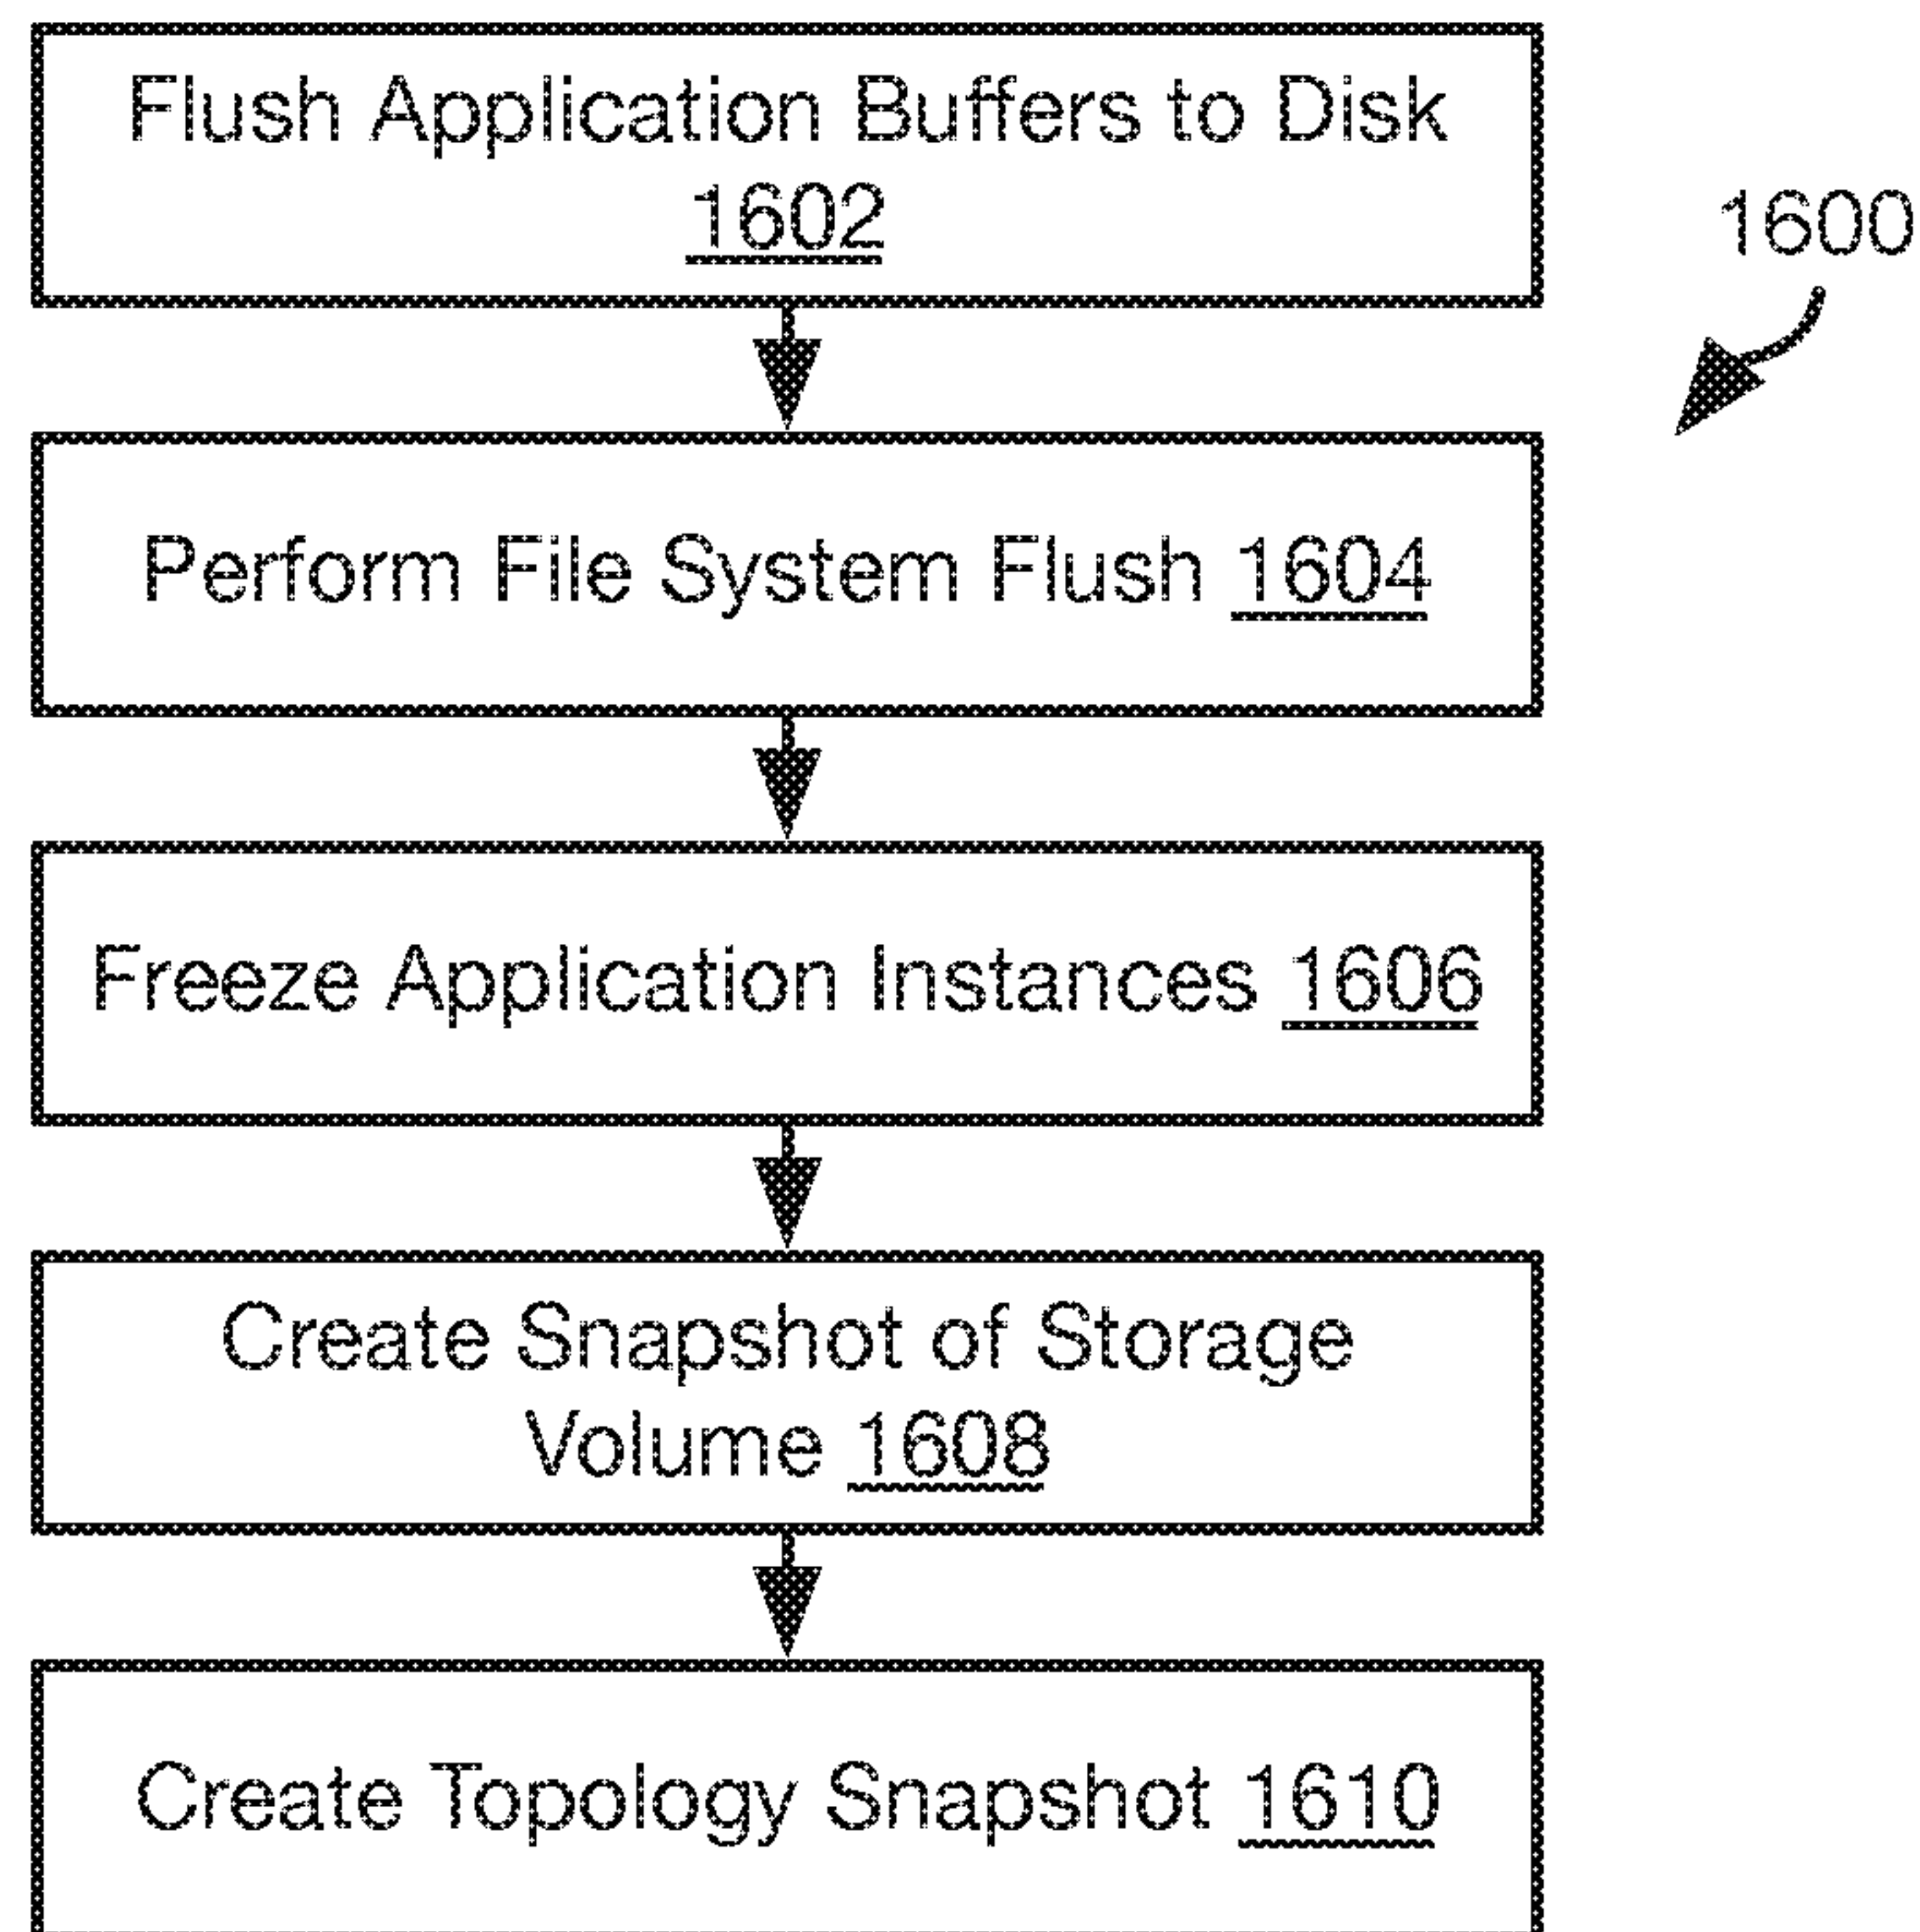 Flush Application Buffers to Disk
1602
1600
Perform File System Flush 1604
Freeze Application Instances 1606
Create Snapshot of Storage
Volume 1608
Create Topology Snapshot 1610